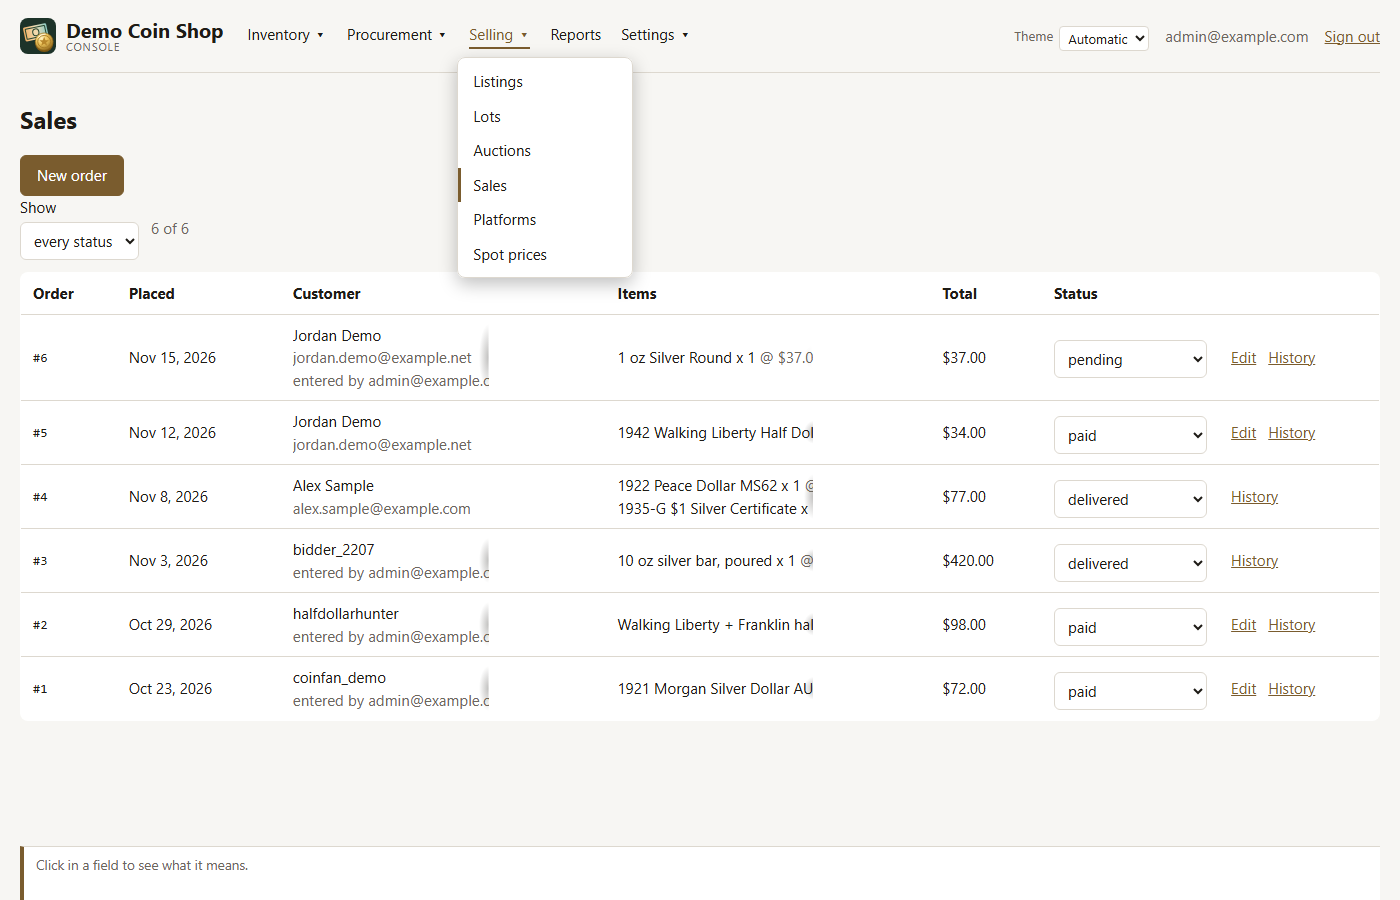 Demo Coin Shop
CONSOLE
Inventory ▾ Procurement ▾ Selling ▾ Reports Settings ▾
Theme Automatic admin@example.com Sign out
Listings
Lots
Auctions
Sales
Platforms
Spot prices
Sales
New order
Show
every status 6 of 6
Order Placed Customer Items Total Status
#6 Nov 15, 2026 Jordan Demo
jordan.demo@example.net
entered by admin@example.c
1 oz Silver Round x 1 @ $37.0 $37.00 pending Edit History
#5 Nov 12, 2026 Jordan Demo
jordan.demo@example.net
1942 Walking Liberty Half Dol $34.00 paid Edit History
#4 Nov 8, 2026 Alex Sample
alex.sample@example.com
1922 Peace Dollar MS62 x 1 @
1935-G $1 Silver Certificate x
$77.00 delivered History
#3 Nov 3, 2026 bidder_2207
entered by admin@example.c
10 oz silver bar, poured x 1 @ $420.00 delivered History
#2 Oct 29, 2026 halfdollarhunter
entered by admin@example.c
Walking Liberty + Franklin hal $98.00 paid Edit History
#1 Oct 23, 2026 coinfan_demo
entered by admin@example.c
1921 Morgan Silver Dollar AU $72.00 paid Edit History
Click in a field to see what it means.